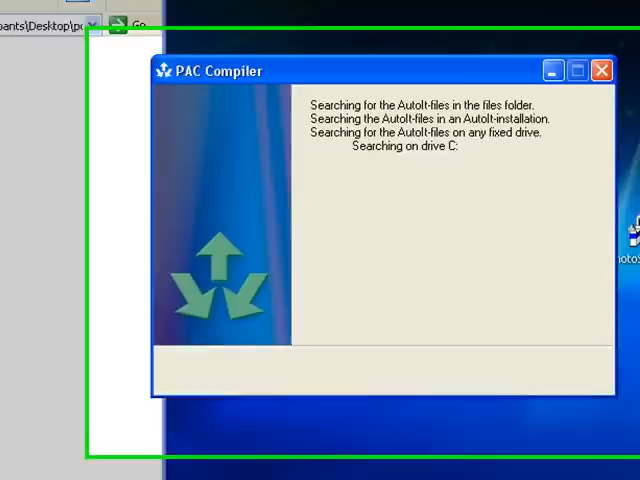 pants\Desktop\pc
Go
PAC Compiler
Searching for the AutoIt-files in the files folder.
Searching the AutoIt-files in an AutoIt-installation.
Searching for the AutoIt-files on any fixed drive.
Searching on drive C: